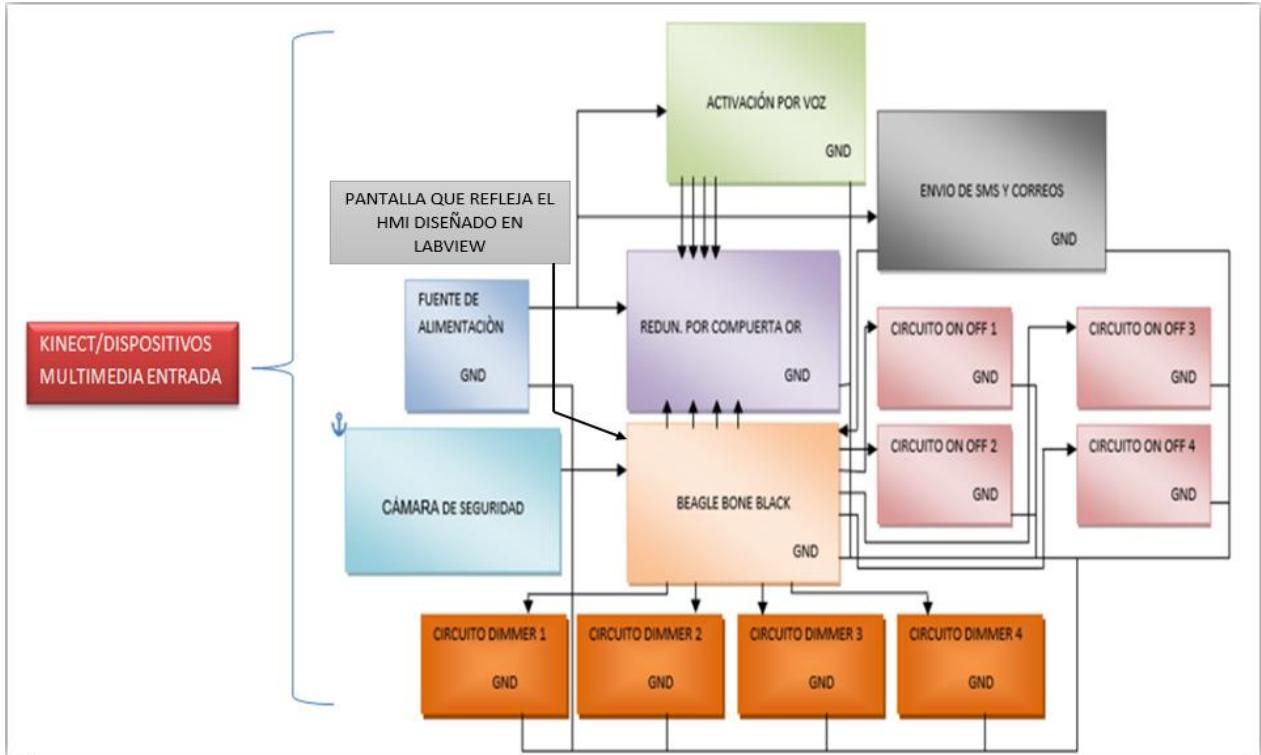 ACTIVACIÓN POR VOZ
GND
ENVIO DE SMS Y CORREOS
GND
PANTALLA QUE REFLEJA EL
HMI DISEÑADO EN
LABVIEW
FUENTE DE
ALIMENTACIÒN
GND
REDUN. POR COMPUERTA OR
GND
CIRCUITO ON OFF 1
GND
CIRCUITO ON OFF 3
GND
KINECT/DISPOSITIVOS
MULTIMEDIA ENTRADA
CÁMARA DE SEGURIDAD
BEAGLE BONE BLACK
GND
CIRCUITO ON OFF 2
GND
CIRCUITO ON OFF 4
GND
CIRCUITO DIMMER 1
GND
CIRCUITO DIMMER 2
GND
CIRCUITO DIMMER 3
GND
CIRCUITO DIMMER 4
GND